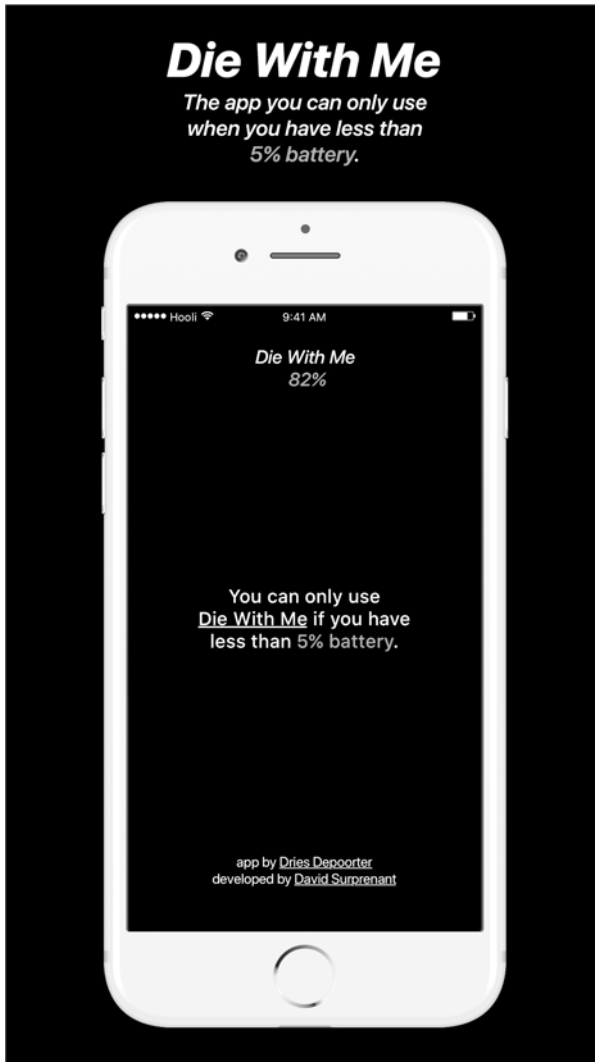 Die With Me
The app you can only use
when you have less than
5% battery.
Hooli
9:41 AM
Die With Me
82%
You can only use
Die With Me if you have
less than 5% battery.
app by Dries Depoorter
developed by David Surprenant